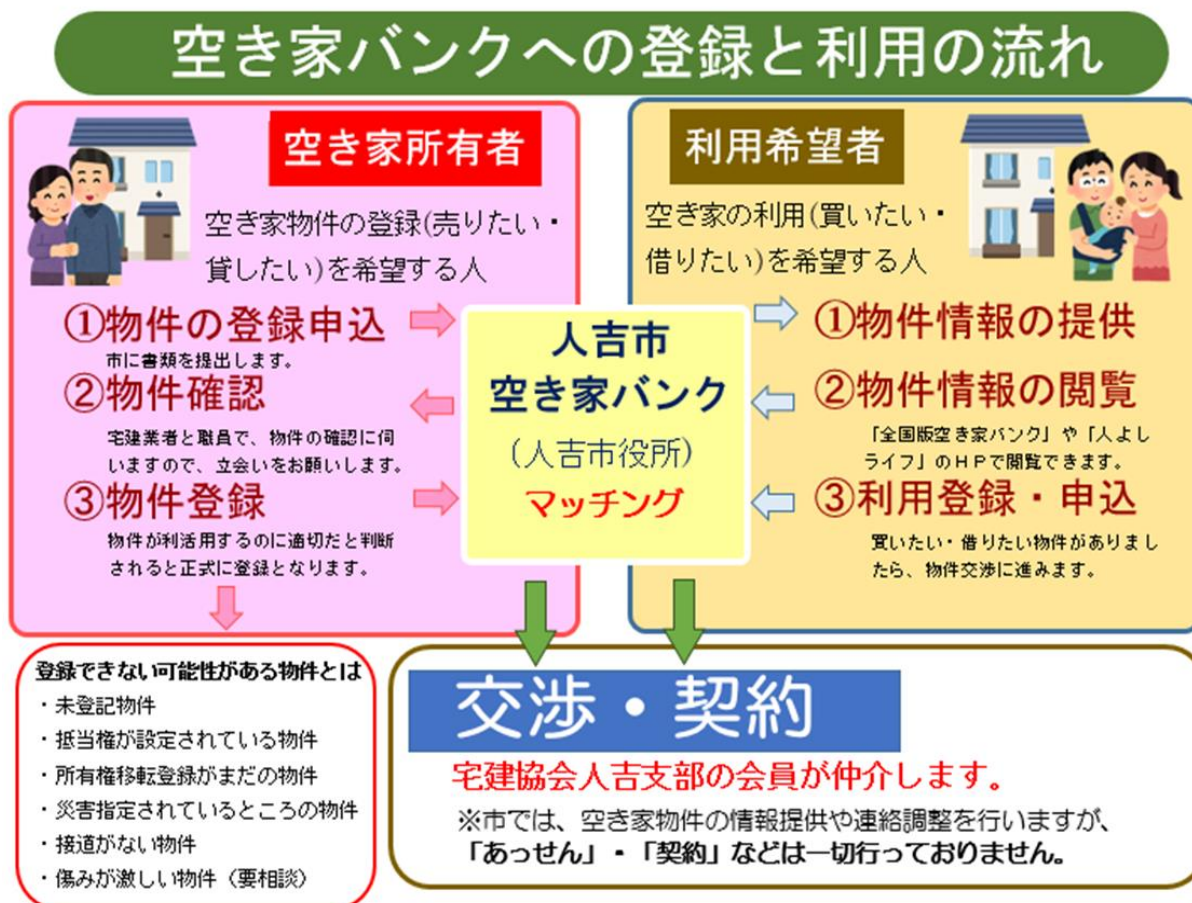 空き家バンクへの登録と利用の流れ
空き家所有者
空き家物件の登録(売りたい・
貸したい)を希望する人
①物件の登録申込
市に書類を提出します。
②物件確認
宅建業者と職員で、物件の確認に伺
いますので、立会いをお願いします。
③物件登録
物件が利活用するのに適切だと判断
されると正式に登録となります。
人吉市
空き家バンク
(人吉市役所)
マッチング
利用希望者
空き家の利用(買いたい・
借りたい)を希望する人
①物件情報の提供
②物件情報の閲覧
「全国版空き家バンク」や「人よし
ライフ」のHPで閲覧できます。
③利用登録・申込
買いたい・借りたい物件がありまし
たら、物件交渉に進みます。
登録できない可能性がある物件とは
・未登記物件
・抵当権が設定されている物件
・所有権移転登録がまだの物件
・災害指定されているところの物件
・接道がない物件
・傷みが激しい物件（要相談）
交渉・契約
宅建協会人吉支部の会員が仲介します。
※市では、空き家物件の情報提供や連絡調整を行いますが、
「あっせん」・「契約」などは一切行っておりません。